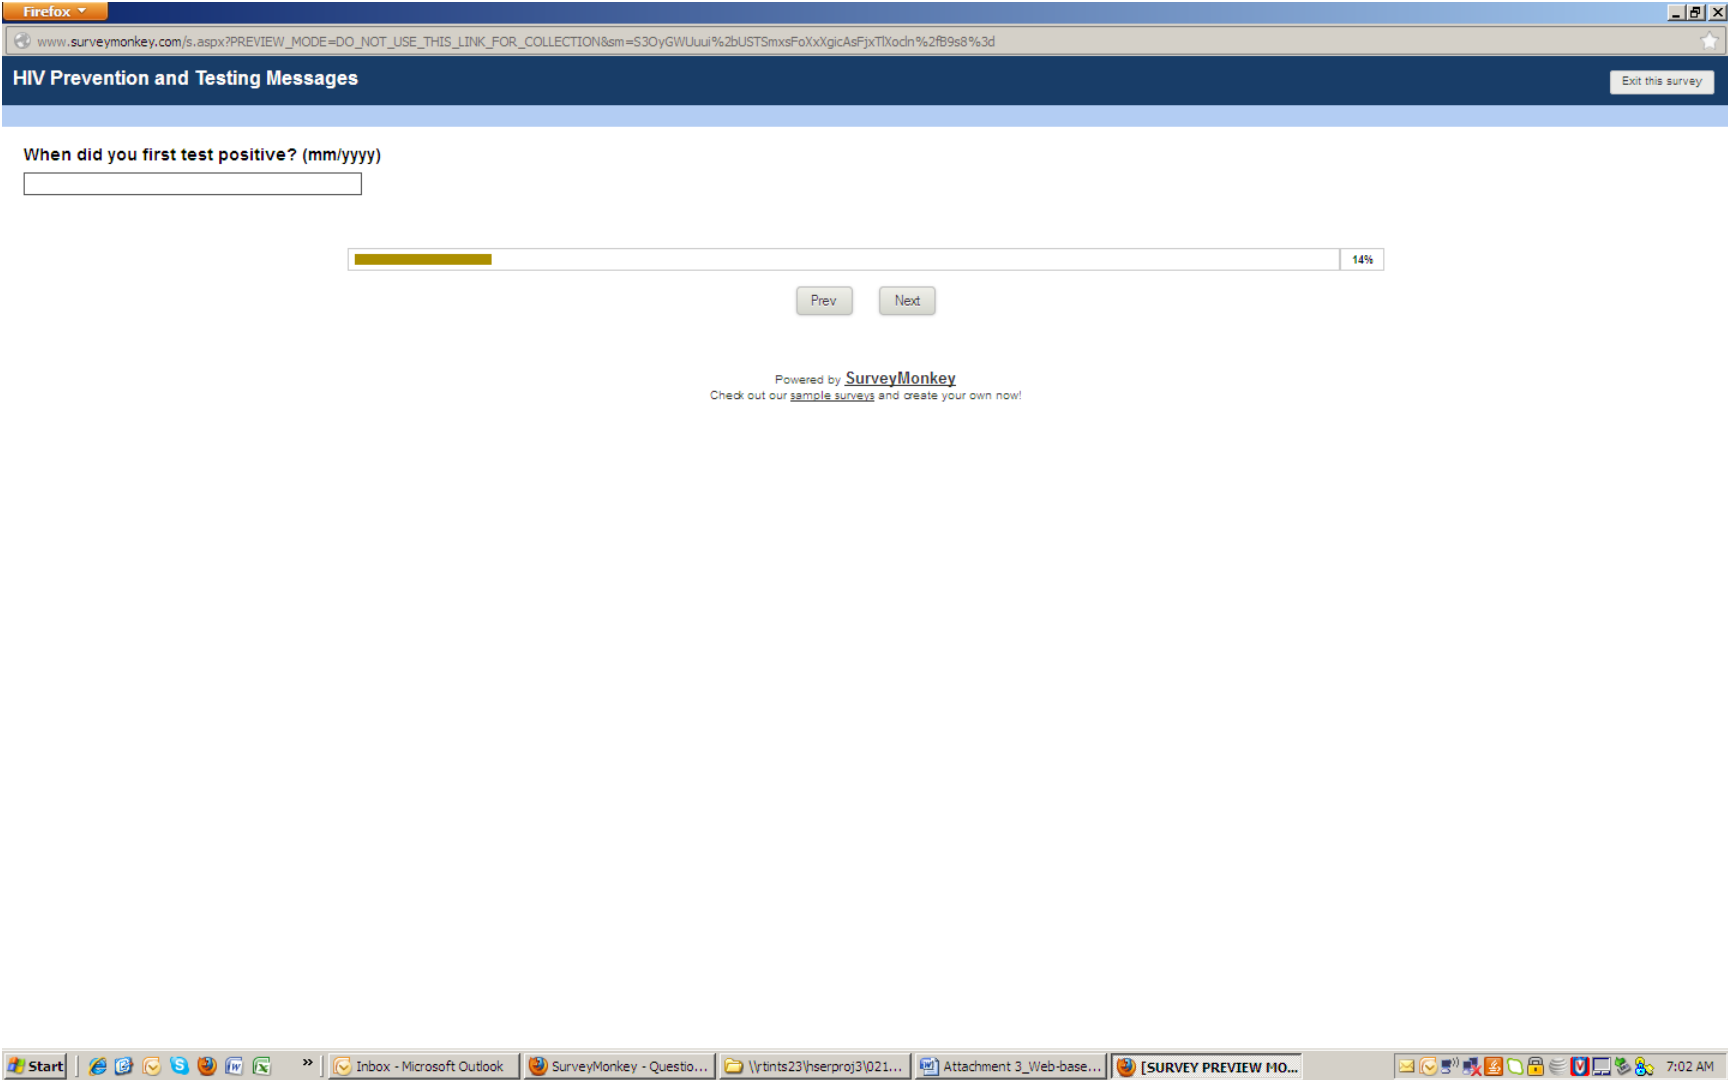 Firefox
www.surveymonkey.com/s.aspx?PREVIEW_MODE=DO_NOT_USE_THIS_LINK_FOR_COLLECTION&sm=S3OyGWUuui%2bUSTSmxsFoXxXgicAsFjxTlXocln%2fB9s8%3d
HIV Prevention and Testing Messages
Exit this survey
When did you first test positive? (mm/yyyy)
14%
Prev Next
Powered by SurveyMonkey
Check out our sample surveys and create your own now!
Start » Inbox - Microsoft Outlook SurveyMonkey - Questio... \\rtints23\hserproj3\021... Attachment 3_Web-base... [SURVEY PREVIEW MO... 7:02 AM